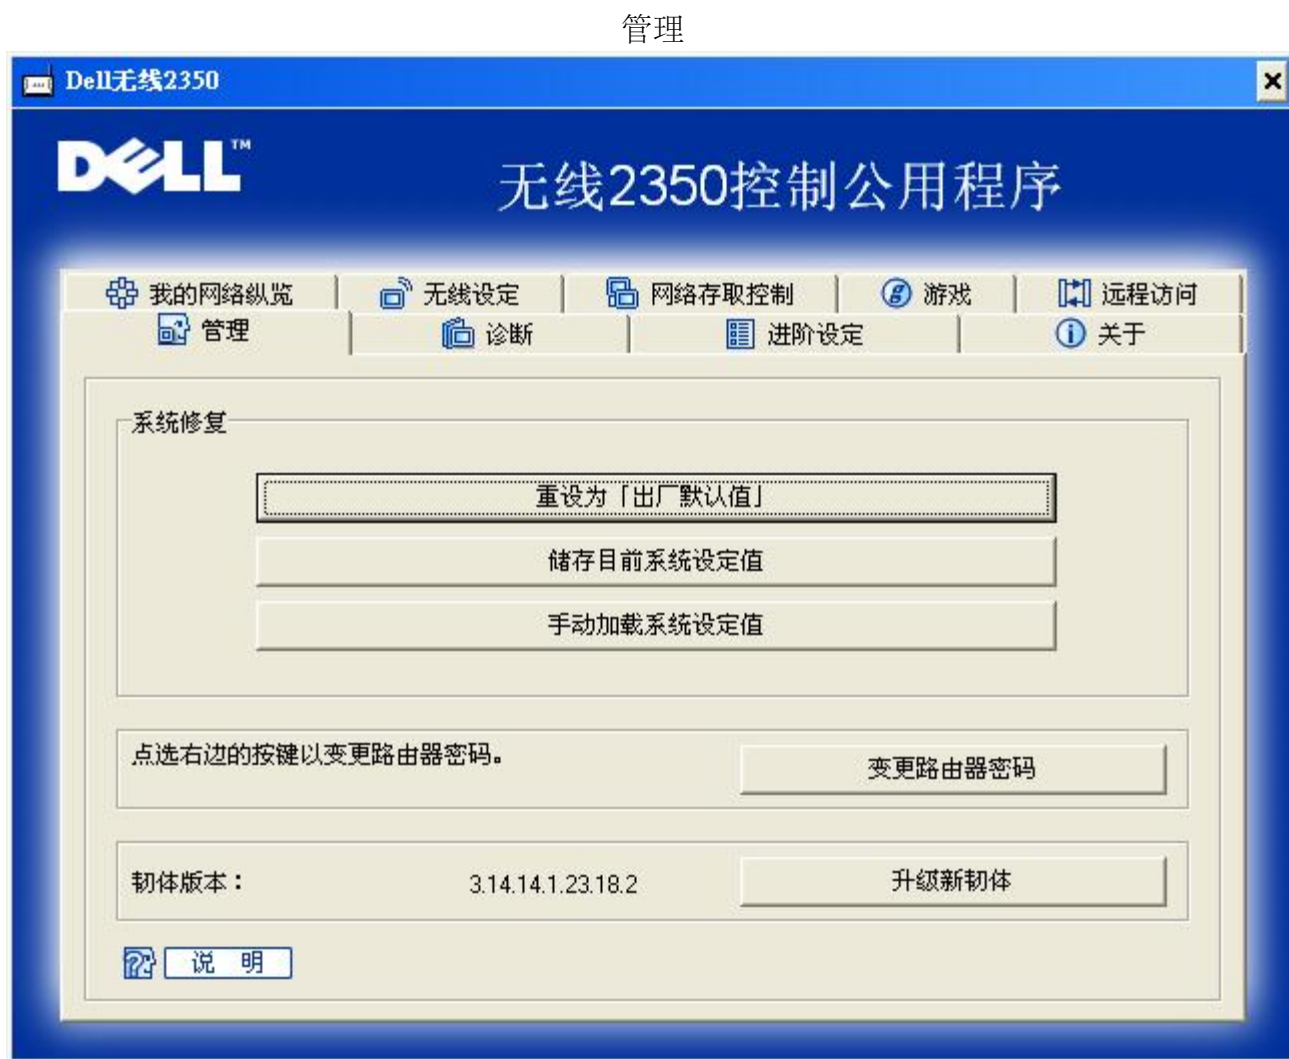 管理
Dell无线2350
DELL™
无线2350控制公用程序
我的网络纵览 无线设定 网络存取控制 游戏 远程访问
管理 诊断 进阶设定 关于
系统修复
重设为「出厂默认值」
储存目前系统设定值
手动加载系统设定值
点选右边的按键以变更路由器密码。 变更路由器密码
韧体版本： 3.14.14.1.23.18.2 升级新韧体
说 明